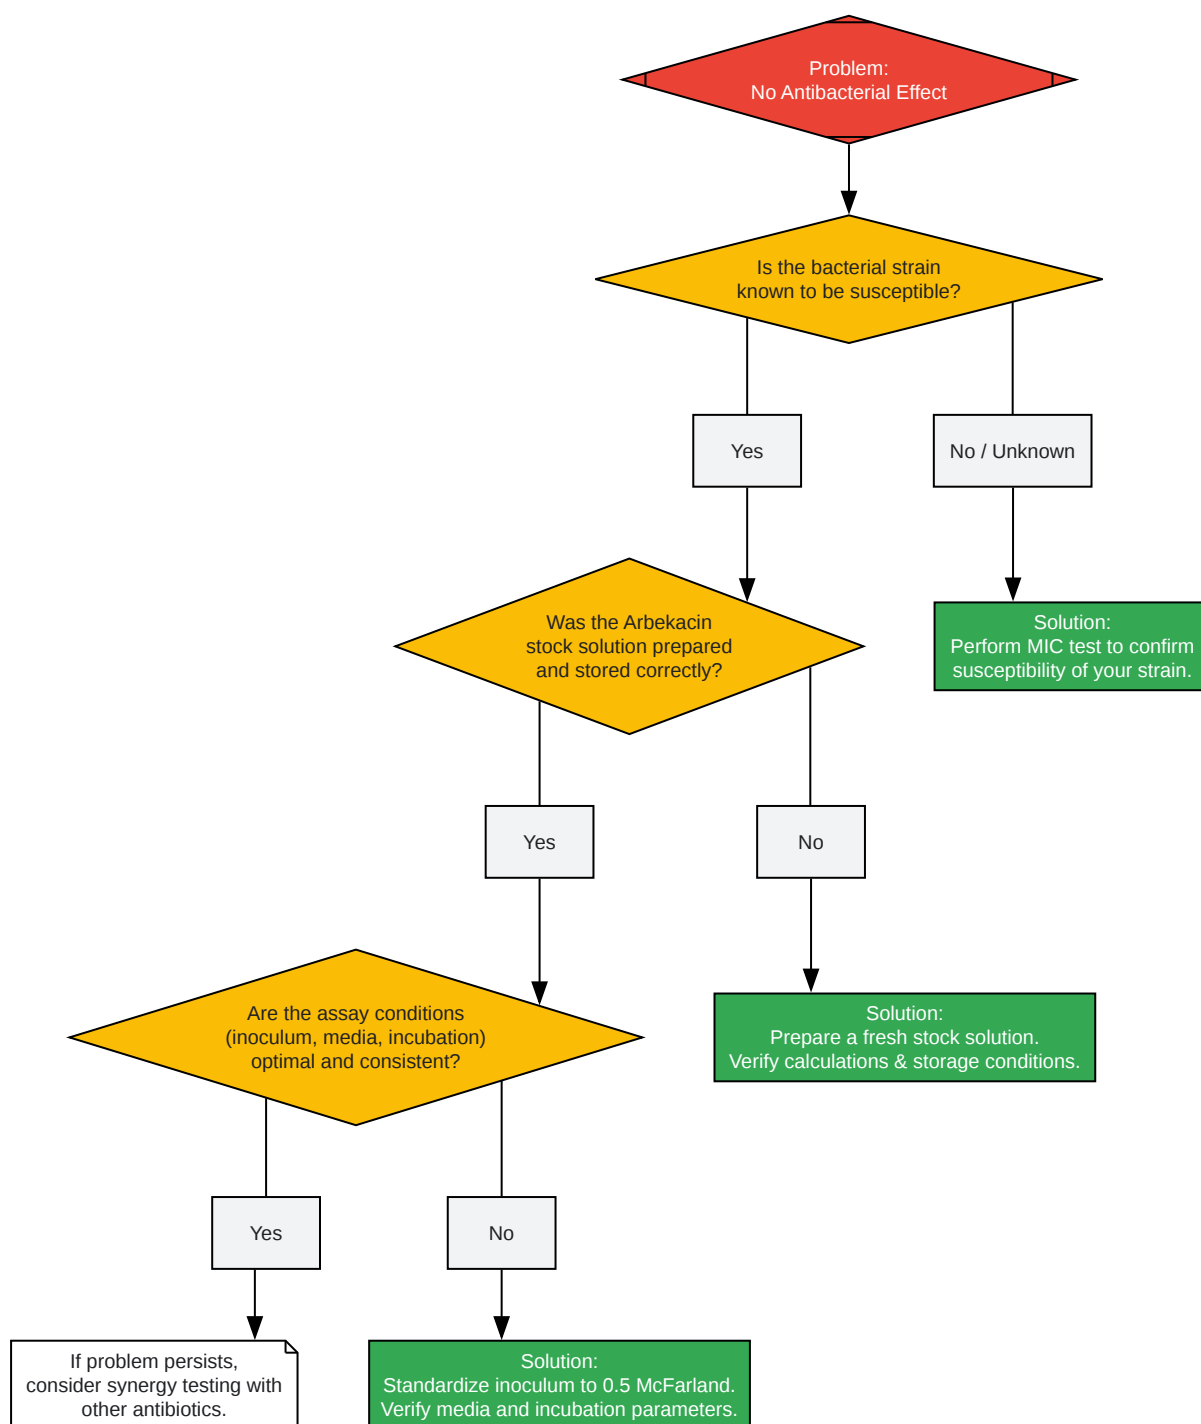 Problem:
No Antibacterial Effect
Is the bacterial strain
known to be susceptible?
Yes
No / Unknown
Was the Arbekacin
stock solution prepared
and stored correctly?
Solution:
Perform MIC test to confirm
susceptibility of your strain.
Yes
No
Are the assay conditions
(inoculum, media, incubation)
optimal and consistent?
Solution:
Prepare a fresh stock solution.
Verify calculations & storage conditions.
Yes
No
If problem persists,
consider synergy testing with
other antibiotics.
Solution:
Standardize inoculum to 0.5 McFarland.
Verify media and incubation parameters.